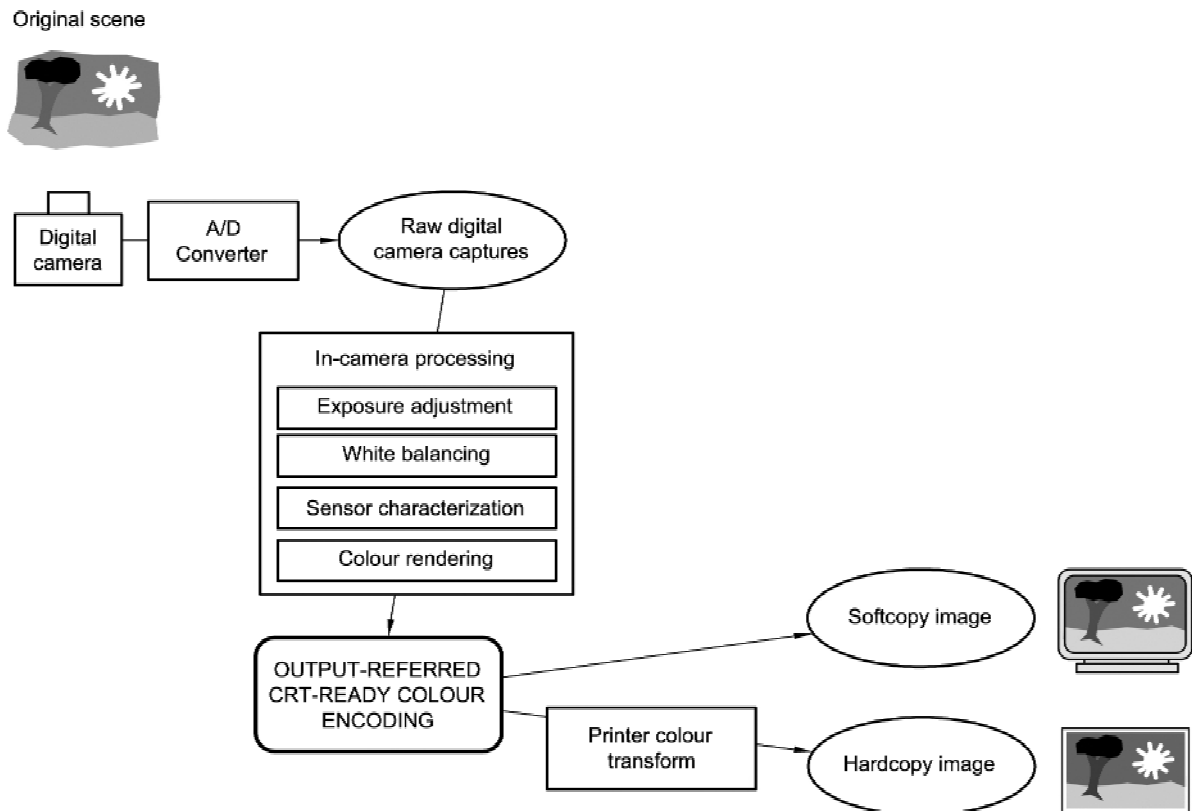 Original scene
Digital
camera
A/D
Converter
Raw digital
camera captures
In-camera processing
Exposure adjustment
White balancing
Sensor characterization
Colour rendering
OUTPUT-REFERRED
CRT-READY COLOUR
ENCODING
Softcopy image
Printer colour
transform
Hardcopy image